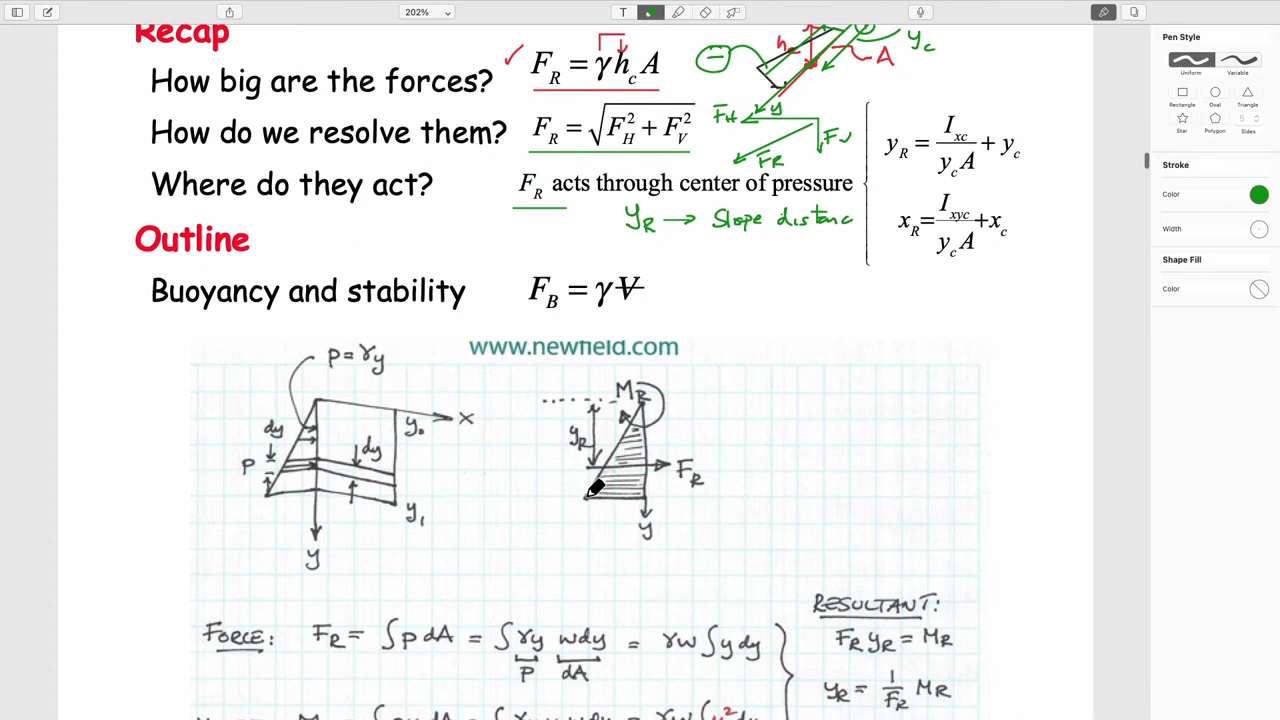 202%
T
Pen Style
Uniform Variable
Rectangle Oval Triangle
Star Polygon Sides
5
Stroke
Color
Width
Shape Fill
Color
Recap
How big are the forces? F_R = γ h_c A
How do we resolve them? F_R = √(F_H² + F_V²)
Where do they act? F_R acts through center of pressure
y_R → Slope distanc
h A y_c
y
F_H F_V
F_R
y_R = I_xc / (y_c A) + y_c
x_R = I_xyc / (y_c A) + x_c
Outline
Buoyancy and stability F_B = γ V
www.newfield.com
p = γy
x
y_0
dy
dy
P
y_1
y
M_R
y_R
F_R
y
FORCE: F_R = ∫ p dA = ∫ γy wdy = γw ∫ y dy
P dA
RESULTANT:
F_R y_R = M_R
y_R = 1/F_R M_R